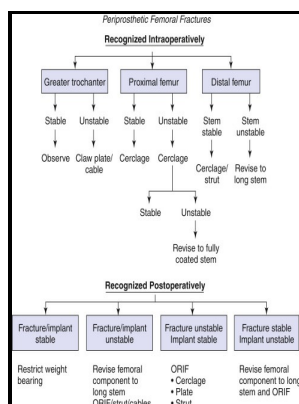 Periprosthetic Femoral Fractures
Recognized Intraoperatively
Greater trochanter Proximal femur Distal femur
Stable Unstable Stable Unstable Stem stable Stem unstable
Observe Claw plate/ cable Cerclage Cerclage Cerclage/ strut Revise to long stem
Stable Unstable
Revise to fully coated stem
Recognized Postoperatively
Fracture/implant stable Fracture/implant unstable Fracture unstable Implant stable Fracture stable Implant unstable
Restrict weight bearing Revise femoral component to long stem ORIF/strut/cables ORIF • Cerclage • Plate • Strut Revise femoral component to long stem and ORIF